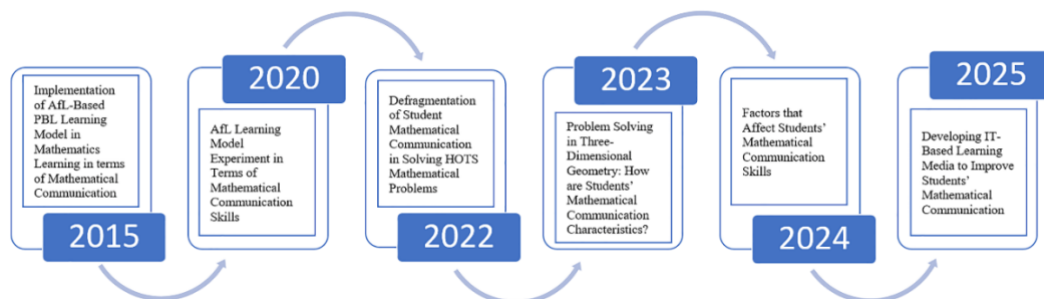 Implementation
of AfL-Based
PBL Learning
Model in
Mathematics
Learning in terms
of Mathematical
Communication
2015
2020
AfL Learning
Model
Experiment in
Terms of
Mathematical
Communication
Skills
Defragmentation
of Student
Mathematical
Communication
in Solving HOTS
Mathematical
Problems
2022
2023
Problem Solving
in Three-
Dimensional
Geometry: How
are Students'
Mathematical
Communication
Characteristics?
Factors that
Affect Students'
Mathematical
Communication
Skills
2024
2025
Developing IT-
Based Learning
Media to Improve
Students'
Mathematical
Communication